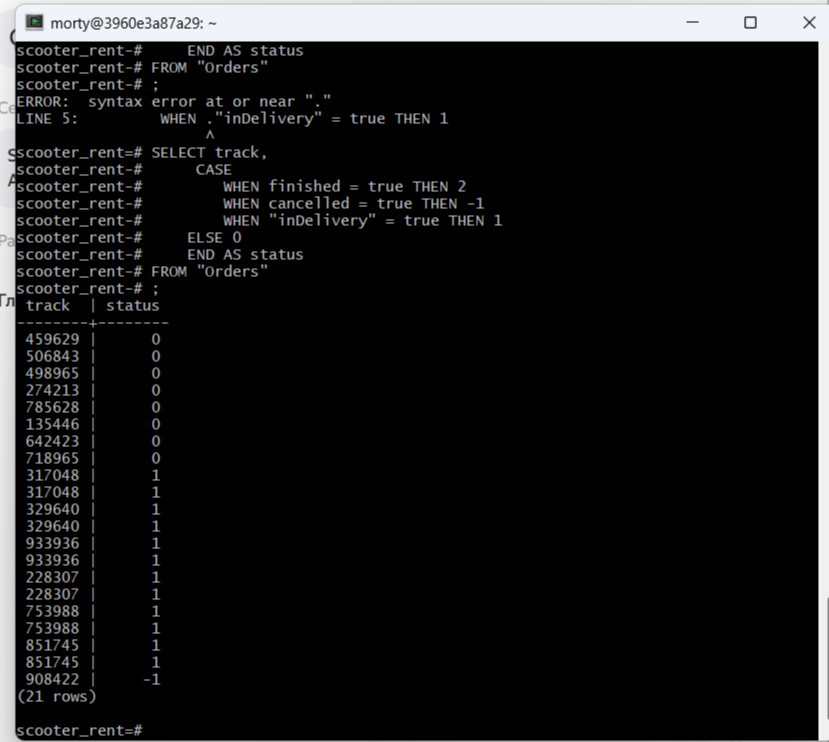 morty@3960e3a87a29: ~
scooter_rent-#     END AS status
scooter_rent-# FROM "Orders"
scooter_rent-# ;
ERROR:  syntax error at or near "."
LINE 5:         WHEN ."inDelivery" = true THEN 1
^
scooter_rent=# SELECT track,
scooter_rent-#      CASE
scooter_rent-#         WHEN finished = true THEN 2
scooter_rent-#         WHEN cancelled = true THEN -1
scooter_rent-#         WHEN "inDelivery" = true THEN 1
scooter_rent-#     ELSE 0
scooter_rent-#     END AS status
scooter_rent-# FROM "Orders"
scooter_rent-# ;
track  | status
--------+--------
459629 |      0
506843 |      0
498965 |      0
274213 |      0
785628 |      0
135446 |      0
642423 |      0
718965 |      0
317048 |      1
317048 |      1
329640 |      1
329640 |      1
933936 |      1
933936 |      1
228307 |      1
228307 |      1
753988 |      1
753988 |      1
851745 |      1
851745 |      1
908422 |     -1
(21 rows)
scooter_rent=#